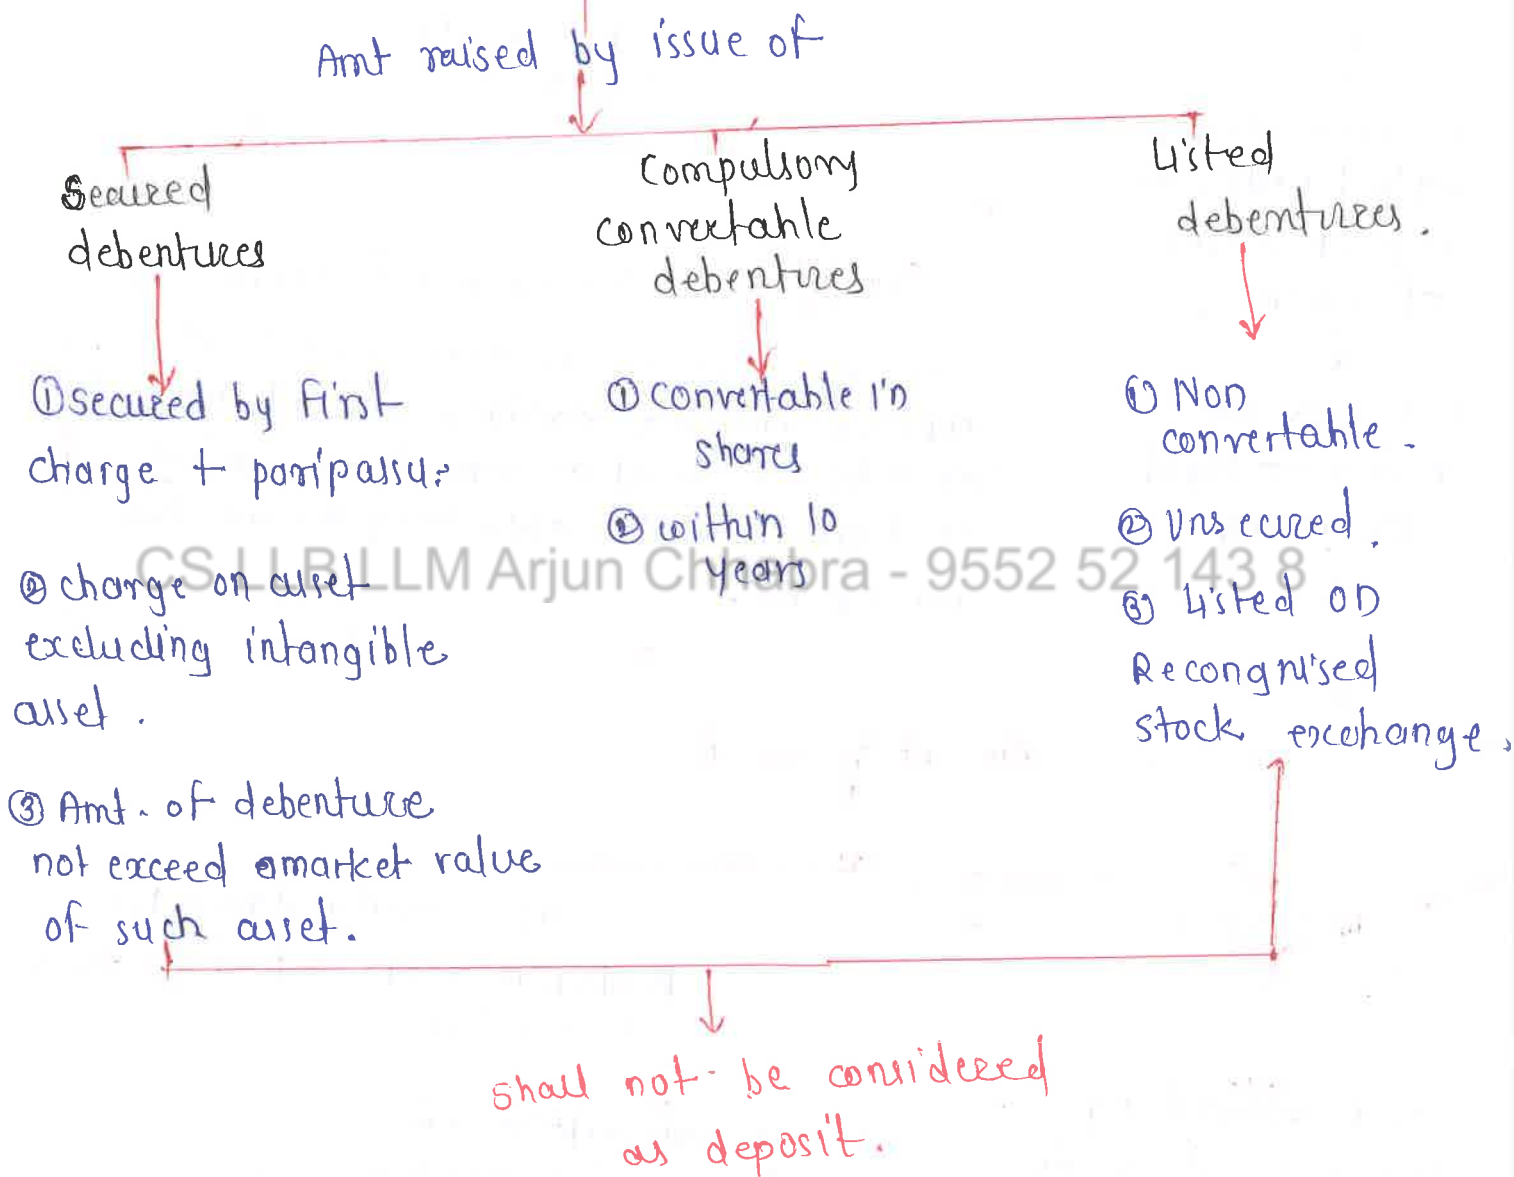 Amt raised by issue of
Secured
debentures
① secured by first
charge + paripassu.
② charge on asset
excluding intangible
asset.
③ Amt. of debenture
not exceed market value
of such asset.
Compulsory
convertable
debentures
① convertable in
shares
② within 10
years
Listed
debentures.
① Non
convertable.
② Unsecured.
③ Listed on
Recongnised
stock excehange.
CS LLB LLM Arjun Chhabra - 9552 52 143 8
shall not be considered
as deposit.